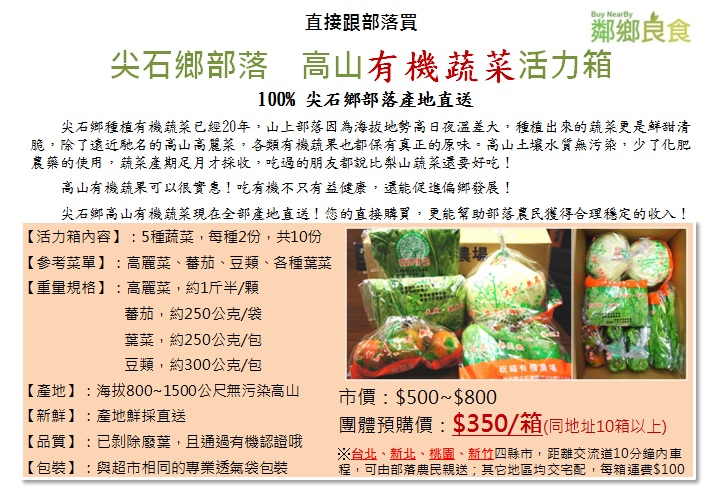 直接跟部落買
Buy NearBy
鄰鄉良食
尖石鄉部落　高山有機蔬菜活力箱
100% 尖石鄉部落產地直送
尖石鄉種植有機蔬菜已經20年，山上部落因為海拔地勢高日夜溫差大，種植出來的蔬菜更是鮮甜清
脆，除了遠近馳名的高山高麗菜，各類有機蔬果也都保有真正的原味。高山土壤水質無污染，少了化肥
農藥的使用，蔬菜產期足月才採收，吃過的朋友都說比梨山蔬菜還要好吃！
高山有機蔬果可以很實惠！吃有機不只有益健康，還能促進偏鄉發展！
尖石鄉高山有機蔬菜現在全部產地直送！您的直接購買，更能幫助部落農民獲得合理穩定的收入！
【活力箱內容】：5種蔬菜，每種2份，共10份
【參考菜單】：高麗菜、蕃茄、豆類、各種葉菜
【重量規格】：高麗菜，約1斤半/顆
蕃茄，約250公克/袋
葉菜，約250公克/包
豆類，約300公克/包
【產地】：海拔800~1500公尺無污染高山
【新鮮】：產地鮮採直送
【品質】：已剝除廢葉，且通過有機認證哦
【包裝】：與超市相同的專業透氣袋包裝
農場
祝福有機農場
市價：$500~$800
團體預購價：$350/箱(同地址10箱以上)
※台北、新北、桃園、新竹四縣市，距離交流道10分鐘內車
程，可由部落農民親送；其它地區均交宅配，每箱運費$100